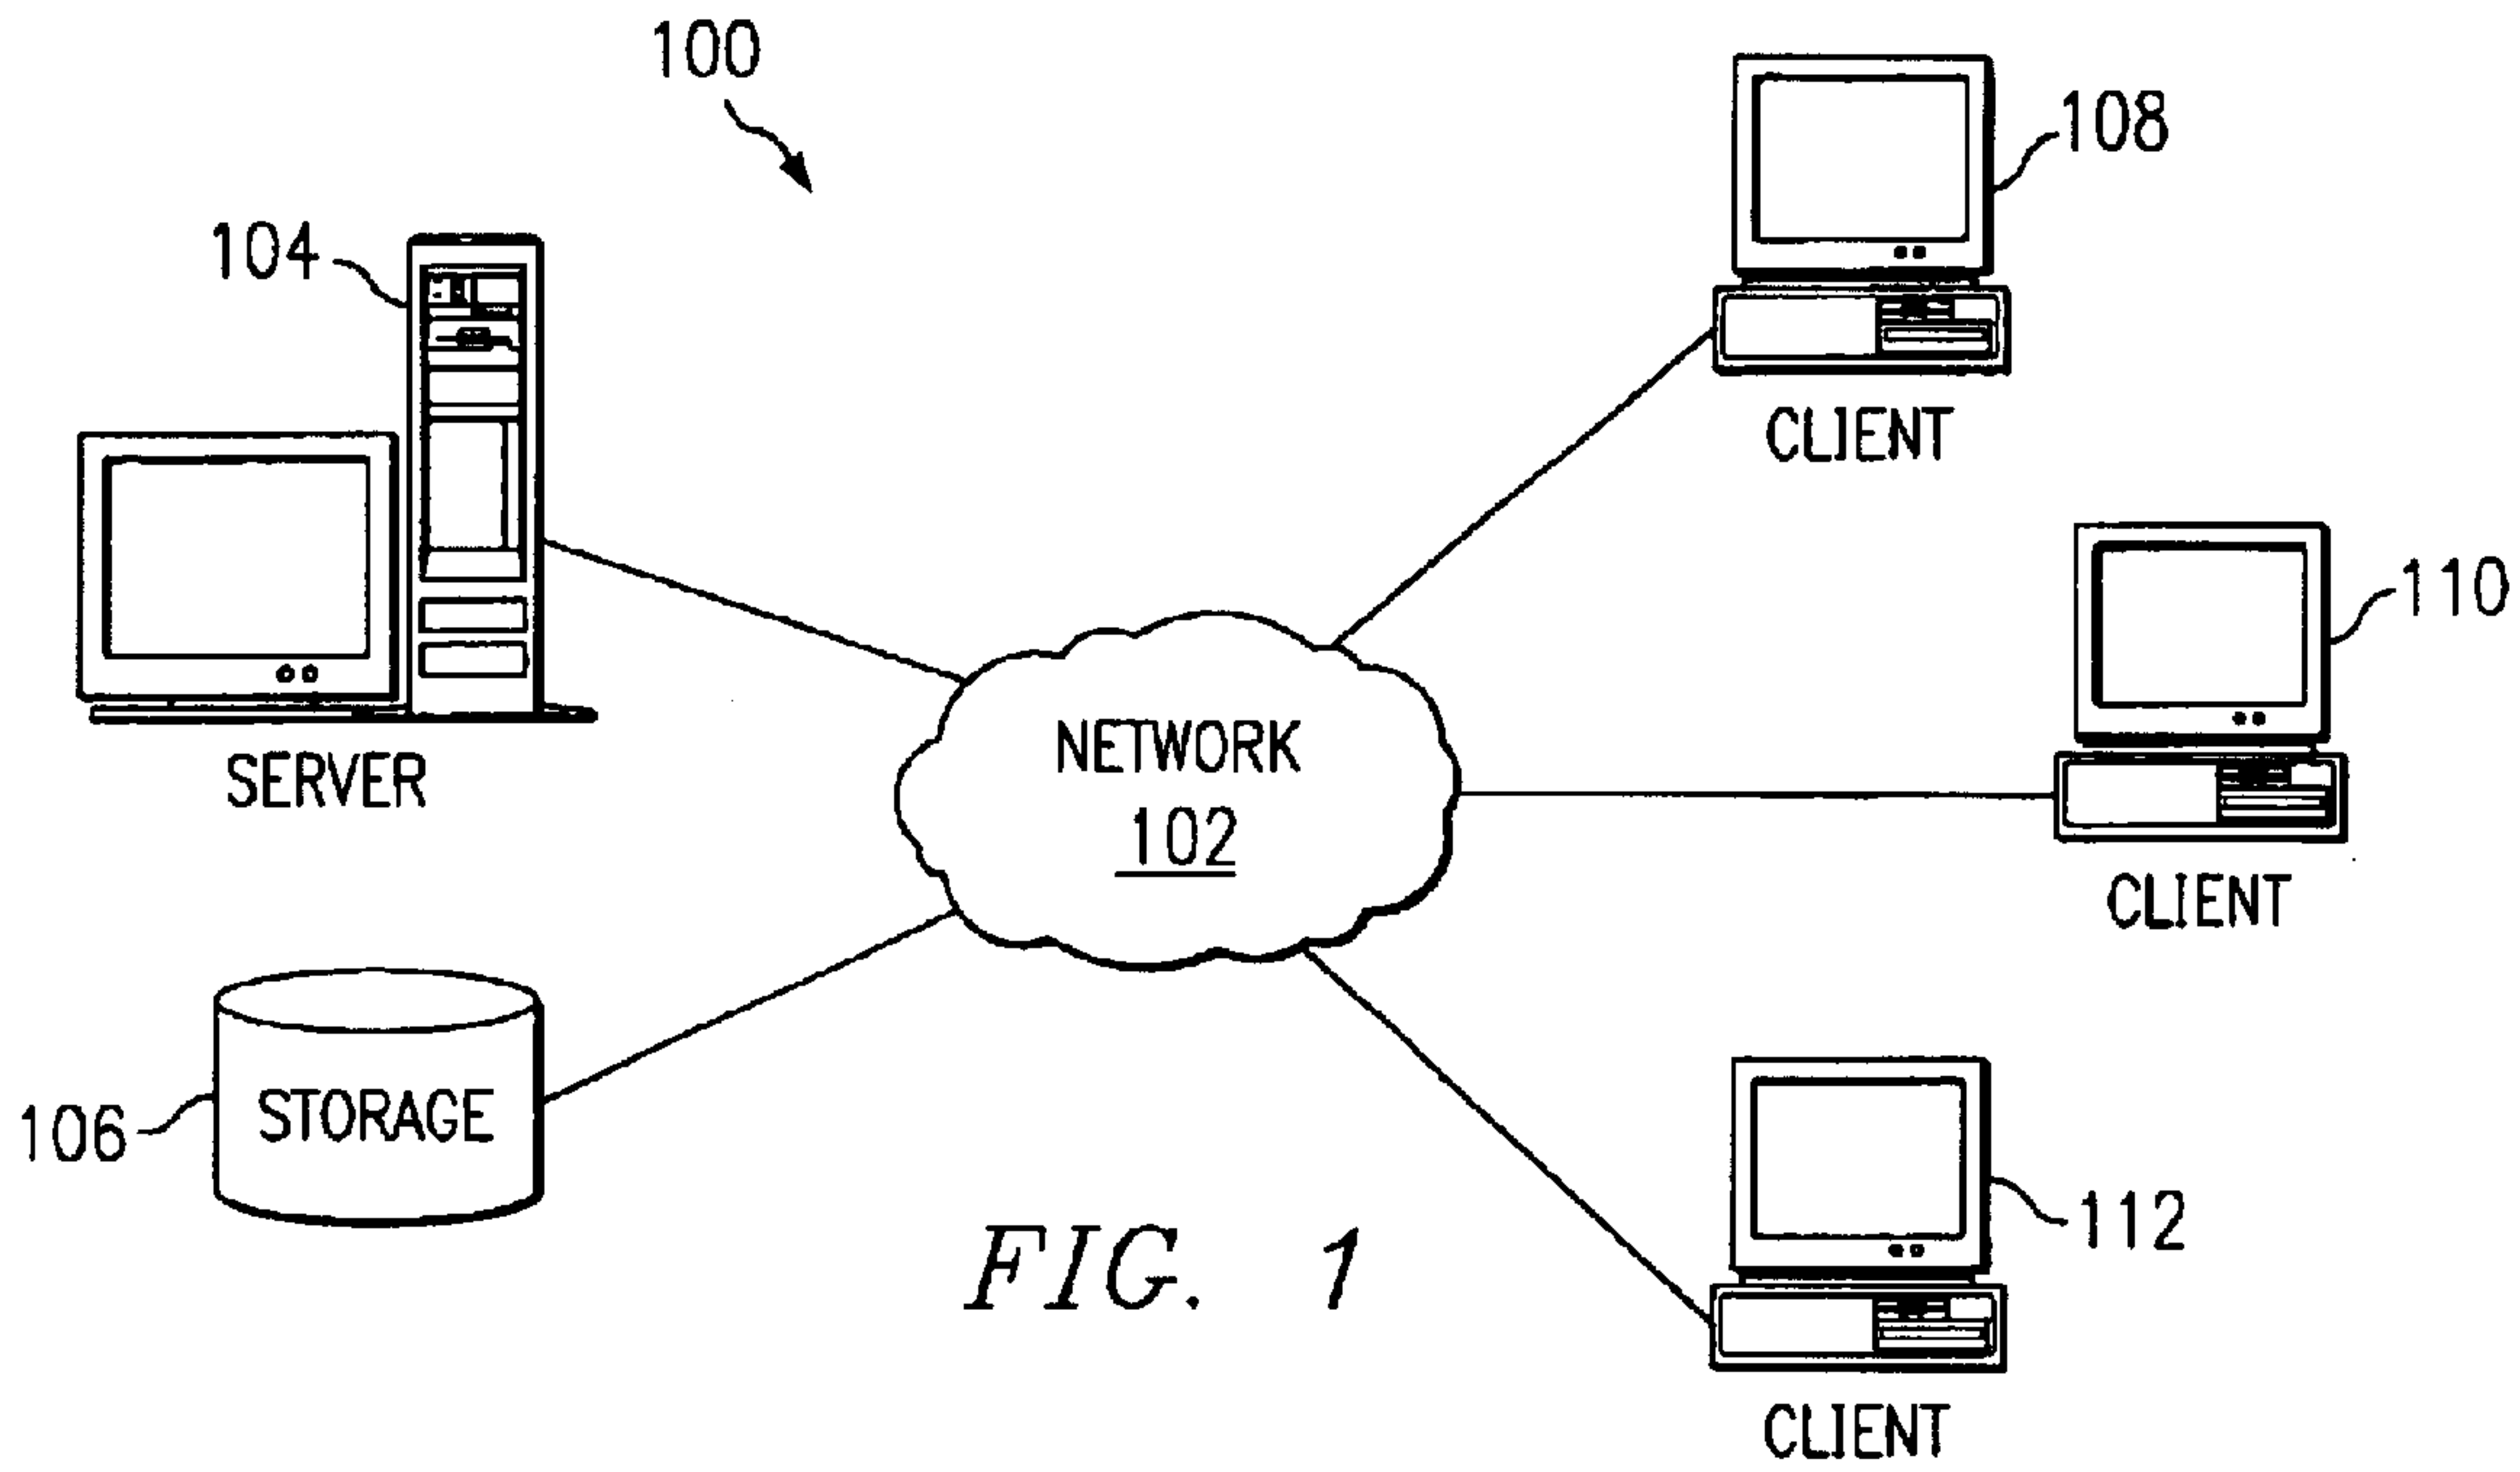 100
108
104
CLIENT
110
NETWORK
102
SERVER
CLIENT
STORAGE
106
112
FIG. 1
CLIENT